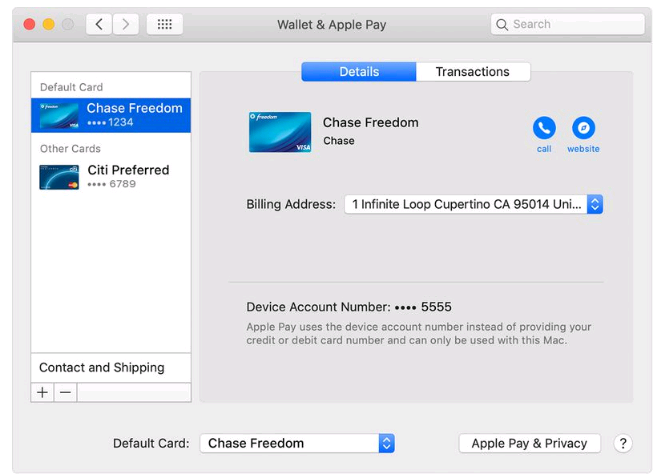 Wallet & Apple Pay
Search
Details
Transactions
Default Card
Chase Freedom
•••• 1234
Other Cards
Citi Preferred
•••• 6789
freedom
VISA
Chase Freedom
Chase
call
website
Billing Address:
1 Infinite Loop Cupertino CA 95014 Uni...
Device Account Number: •••• 5555
Apple Pay uses the device account number instead of providing your
credit or debit card number and can only be used with this Mac.
Contact and Shipping
Default Card:
Chase Freedom
Apple Pay & Privacy
?